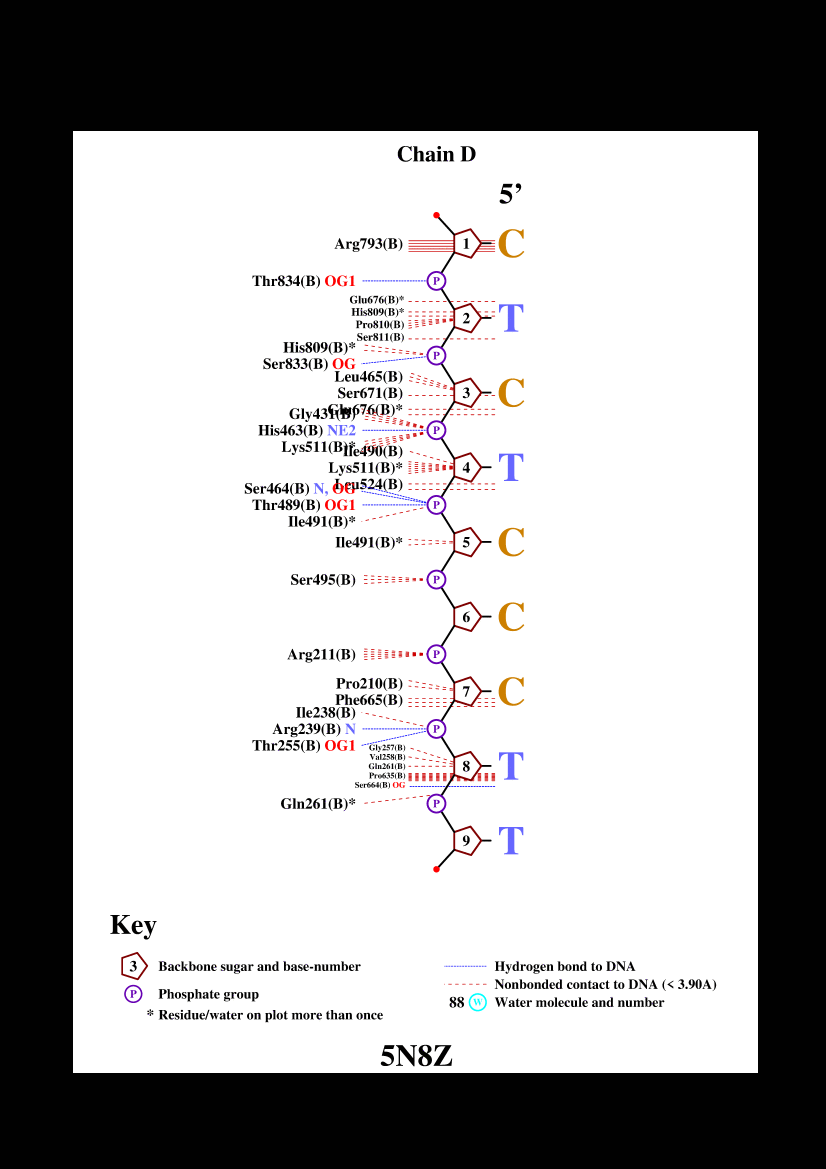 Chain D
5’
Arg793(B) 1 C
Thr834(B) OG1 P
Glu676(B)*
His809(B)* 2 T
Pro810(B)
Ser811(B)
His809(B)* P
Ser833(B) OG
Leu465(B)
Ser671(B) 3 C
Glu676(B)*
Gly431(B)
His463(B) NE2 P
Lys511(B)*
Ile490(B)
Lys511(B)* 4 T
Leu524(B)
Ser464(B) N, OG
Thr489(B) OG1 P
Ile491(B)*
Ile491(B)* 5 C
Ser495(B) P
6 C
Arg211(B) P
Pro210(B) 7 C
Phe665(B)
Ile238(B)
Arg239(B) N P
Thr255(B) OG1
Gly257(B)
Val258(B)
Gln261(B) 8 T
Pro635(B)
Ser664(B) OG
Gln261(B)* P
9 T
Key
3 Backbone sugar and base-number
P Phosphate group
* Residue/water on plot more than once
Hydrogen bond to DNA
Nonbonded contact to DNA (< 3.90A)
88 W Water molecule and number
5N8Z